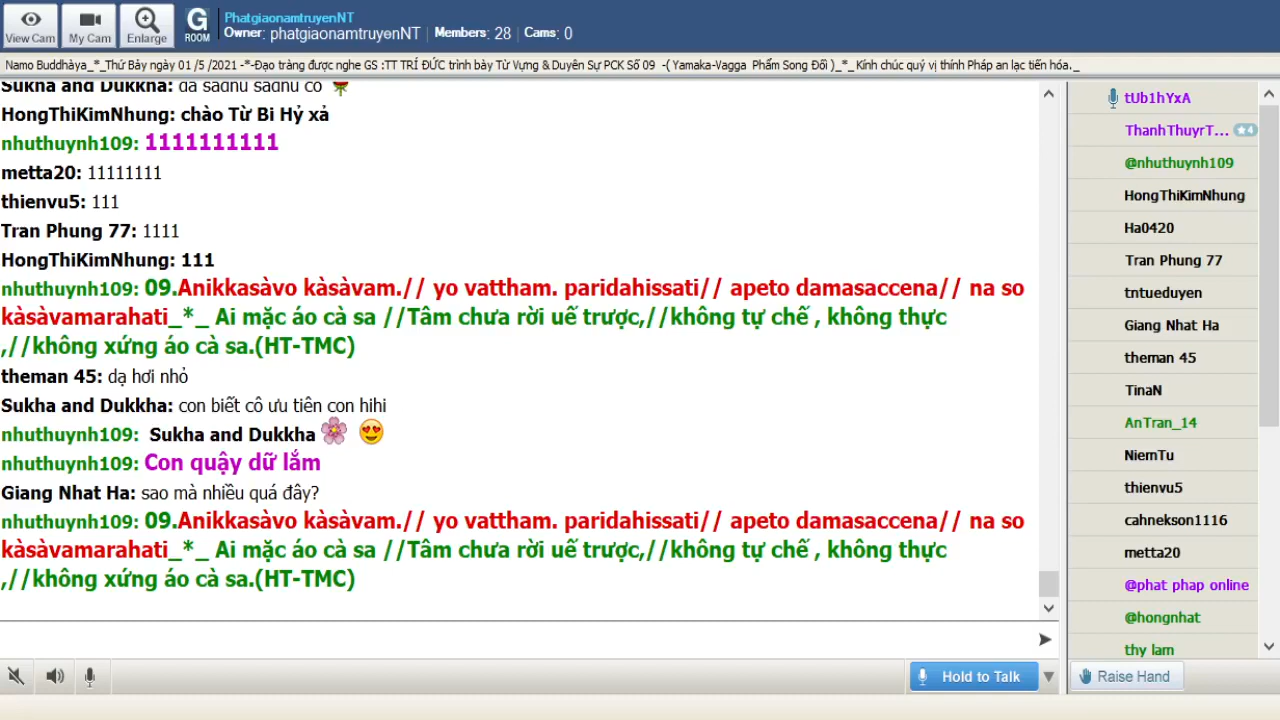 View Cam
My Cam
Enlarge
G
ROOM
PhatgiaonamtruyenNT
Owner: phatgiaonamtruyenNT | Members: 28 | Cams: 0
Namo Buddhàya_*_Thứ Bảy ngày 01 /5 /2021 -*-Đạo tràng được nghe GS :TT TRÍ ĐỨC trình bày Từ Vựng & Duyên Sự PCK Số 09 -( Yamaka-Vagga Phẩm Song Đối )_*_ Kính chúc quý vị thính Pháp an lạc tiến hóa._
Sukha and Dukkha: dạ sadhu sadhu cô
HongThiKimNhung: chào Từ Bi Hỷ xả
nhuthuynh109: 1111111111
metta20: 11111111
thienvu5: 111
Tran Phung 77: 1111
HongThiKimNhung: 111
nhuthuynh109: 09.Anikkasàvo kàsàvam.// yo vattham. paridahissati// apeto damasaccena// na so
kàsàvamarahati_*_ Ai mặc áo cà sa //Tâm chưa rời uế trược,//không tự chế , không thực
,//không xứng áo cà sa.(HT-TMC)
theman 45: dạ hơi nhỏ
Sukha and Dukkha: con biết cô ưu tiên con hihi
nhuthuynh109: Sukha and Dukkha
nhuthuynh109: Con quậy dữ lắm
Giang Nhat Ha: sao mà nhiều quá đây?
nhuthuynh109: 09.Anikkasàvo kàsàvam.// yo vattham. paridahissati// apeto damasaccena// na so
kàsàvamarahati_*_ Ai mặc áo cà sa //Tâm chưa rời uế trược,//không tự chế , không thực
,//không xứng áo cà sa.(HT-TMC)
Hold to Talk
tUb1hYxA
ThanhThuyrT... ★4
@nhuthuynh109
HongThiKimNhung
Ha0420
Tran Phung 77
tntueduyen
Giang Nhat Ha
theman 45
TinaN
AnTran_14
NiemTu
thienvu5
cahnekson1116
metta20
@phat phap online
@hongnhat
thy lam
Raise Hand